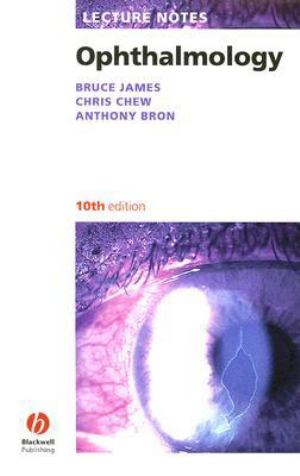 LECTURE NOTES
Ophthalmology
BRUCE JAMES
CHRIS CHEW
ANTHONY BRON
10th edition
Blackwell
Publishing